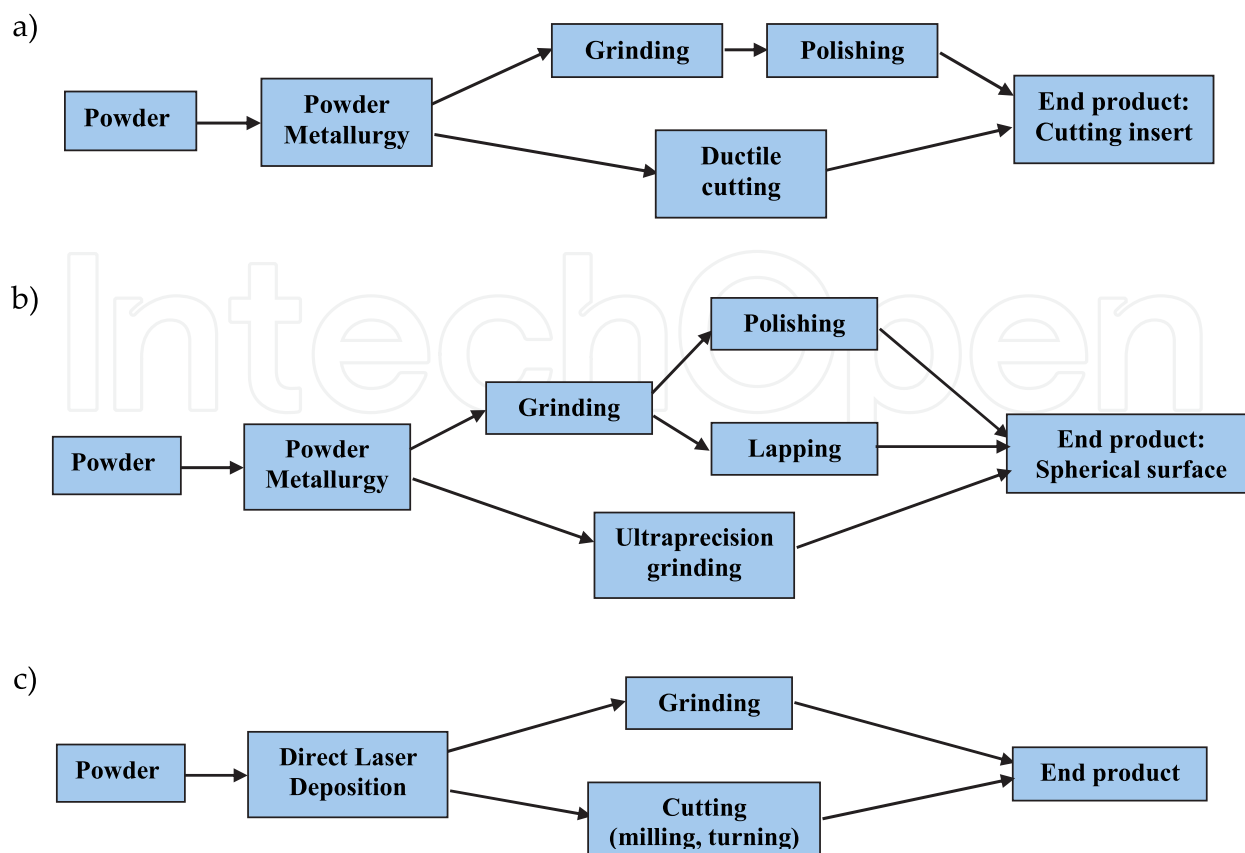 a)
Grinding
Polishing
Powder
Powder
Metallurgy
End product:
Cutting insert
Ductile
cutting
IntechOpen
b)
Polishing
Grinding
Lapping
Powder
Powder
Metallurgy
End product:
Spherical surface
Ultraprecision
grinding
c)
Grinding
Powder
Direct Laser
Deposition
End product
Cutting
(milling, turning)